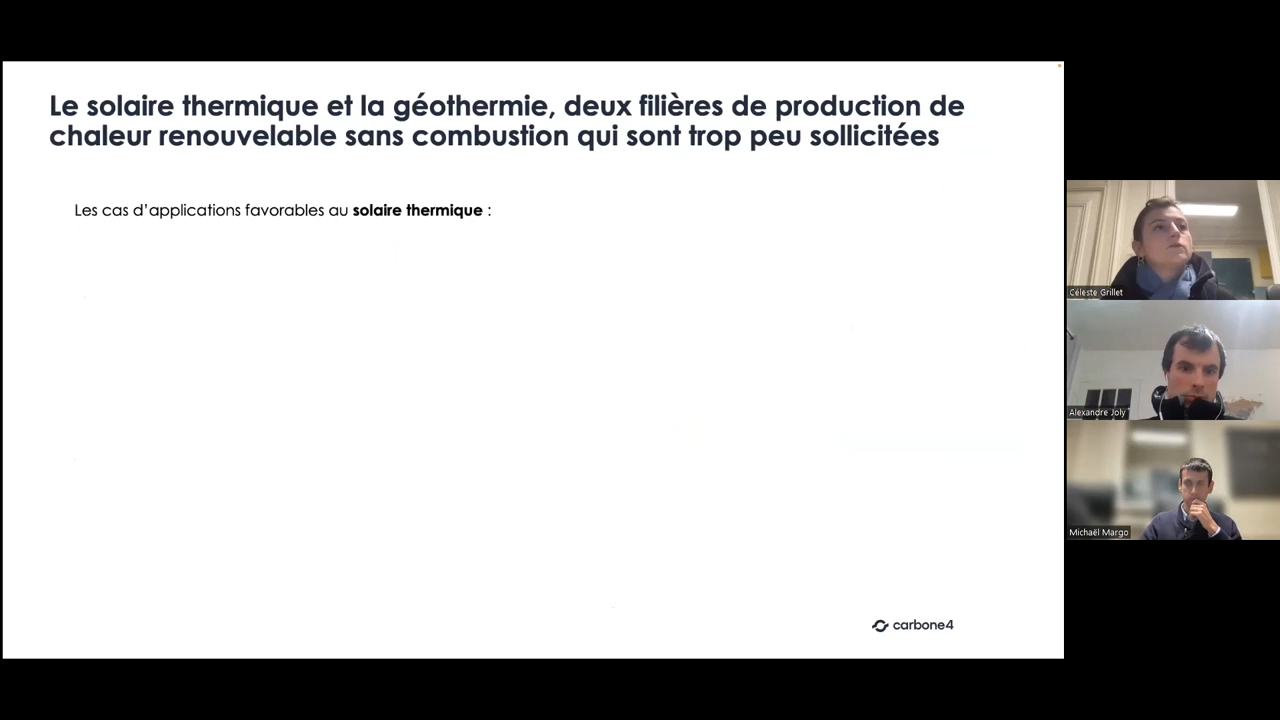 Le solaire thermique et la géothermie, deux filières de production de
chaleur renouvelable sans combustion qui sont trop peu sollicitées
Les cas d'applications favorables au solaire thermique :
carbone4
Céleste Grillet
Alexandre Joly
Michaël Margo